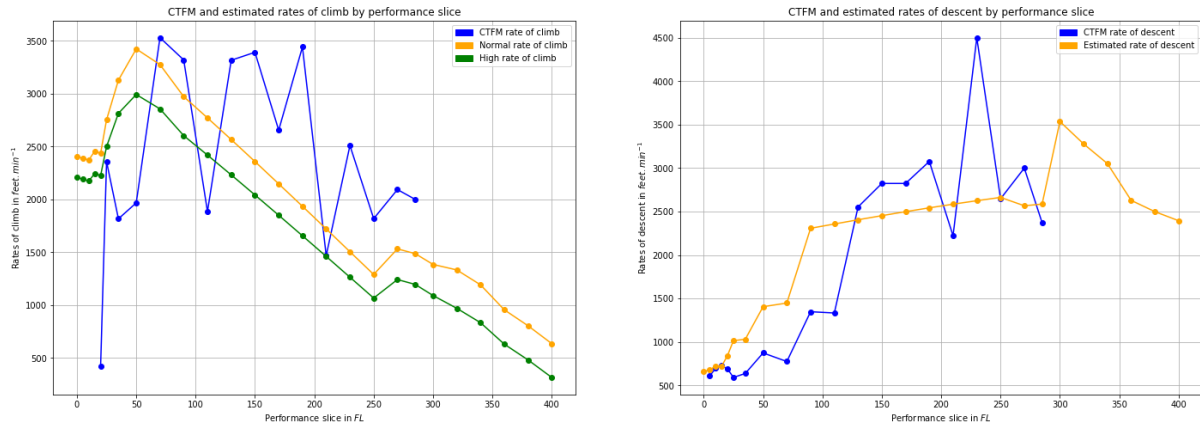 CTFM and estimated rates of climb by performance slice
CTFM rate of climb
Normal rate of climb
High rate of climb
3500
3000
2500
2000
1500
1000
500
Rates of climb in feet.min⁻¹
0 50 100 150 200 250 300 350 400
Performance slice in FL
CTFM and estimated rates of descent by performance slice
CTFM rate of descent
Estimated rate of descent
4500
4000
3500
3000
2500
2000
1500
1000
500
Rates of descent in feet.min⁻¹
0 50 100 150 200 250 300 350 400
Performance slice in FL